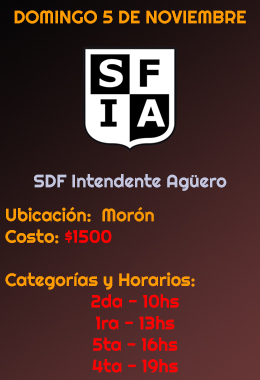 DOMINGO 5 DE NOVIEMBRE
S F
I A
SDF Intendente Agüero
Ubicación: Morón
Costo: $1500
Categorías y Horarios:
2da - 10hs
1ra - 13hs
5ta - 16hs
4ta - 19hs